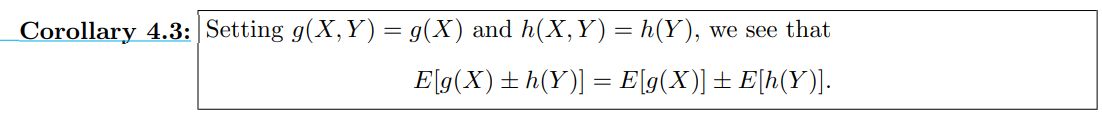 Corollary 4.3: Setting g(X, Y) = g(X) and h(X, Y) = h(Y), we see that
E[g(X) ± h(Y)] = E[g(X)] ± E[h(Y)].